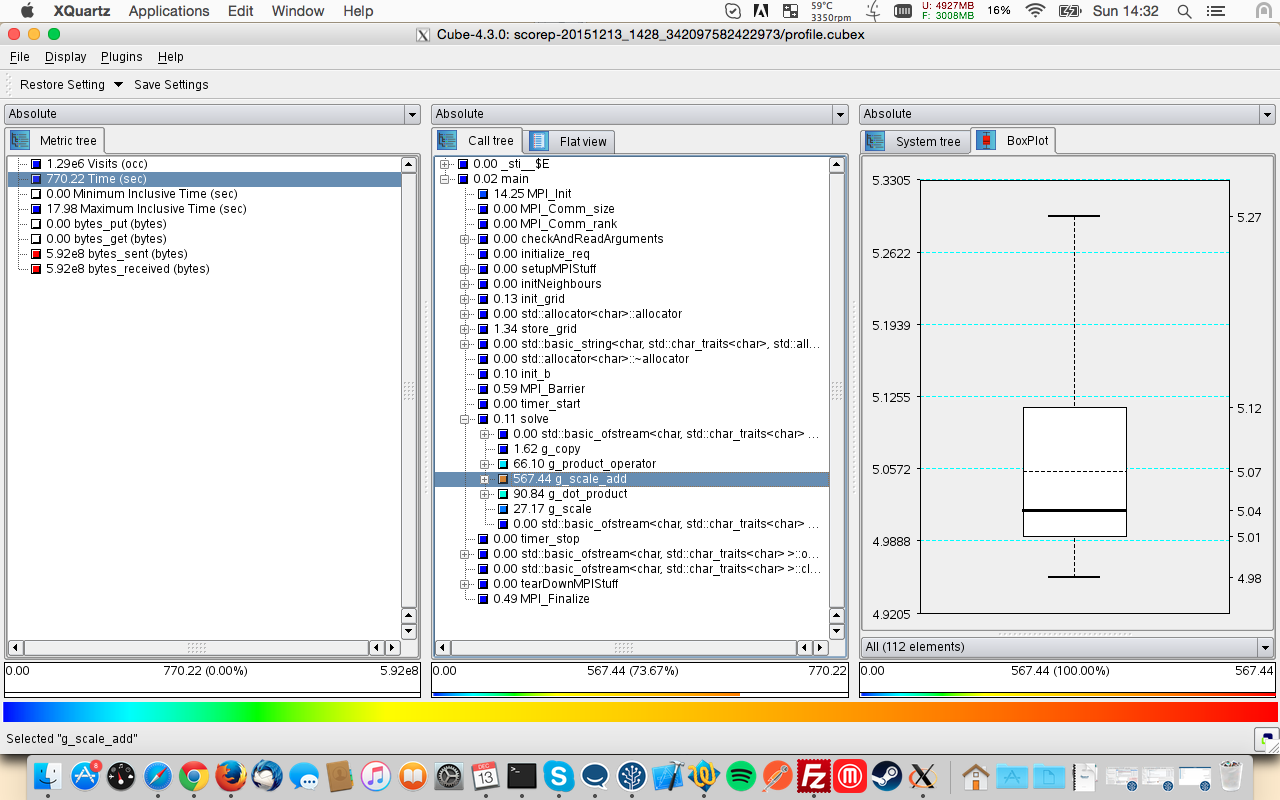 XQuartz Applications Edit Window Help 59°C 3350rpm U: 4927MB F: 3008MB 16% Sun 14:32
Cube-4.3.0: scorep-20151213_1428_342097582422973/profile.cubex
File Display Plugins Help
Restore Setting Save Settings
Absolute
Metric tree
1.29e6 Visits (occ)
770.22 Time (sec)
0.00 Minimum Inclusive Time (sec)
17.98 Maximum Inclusive Time (sec)
0.00 bytes_put (bytes)
0.00 bytes_get (bytes)
5.92e8 bytes_sent (bytes)
5.92e8 bytes_received (bytes)
0.00 770.22 (0.00%) 5.92e8
Absolute
Call tree Flat view
0.00 _sti__$E
0.02 main
14.25 MPI_Init
0.00 MPI_Comm_size
0.00 MPI_Comm_rank
0.00 checkAndReadArguments
0.00 initialize_req
0.00 setupMPIStuff
0.00 initNeighbours
0.13 init_grid
0.00 std::allocator<char>::allocator
1.34 store_grid
0.00 std::basic_string<char, std::char_traits<char>, std::all...
0.00 std::allocator<char>::~allocator
0.10 init_b
0.59 MPI_Barrier
0.00 timer_start
0.11 solve
0.00 std::basic_ofstream<char, std::char_traits<char> ...
1.62 g_copy
66.10 g_product_operator
567.44 g_scale_add
90.84 g_dot_product
27.17 g_scale
0.00 std::basic_ofstream<char, std::char_traits<char> ...
0.00 timer_stop
0.00 std::basic_ofstream<char, std::char_traits<char> >::o...
0.00 std::basic_ofstream<char, std::char_traits<char> >::cl...
0.00 tearDownMPIStuff
0.49 MPI_Finalize
0.00 567.44 (73.67%) 770.22
Absolute
System tree BoxPlot
5.3305
5.27
5.2622
5.1939
5.1255
5.12
5.0572
5.07
5.04
4.9888
5.01
4.98
4.9205
All (112 elements)
0.00 567.44 (100.00%) 567.44
Selected "g_scale_add"
8
DEC
13